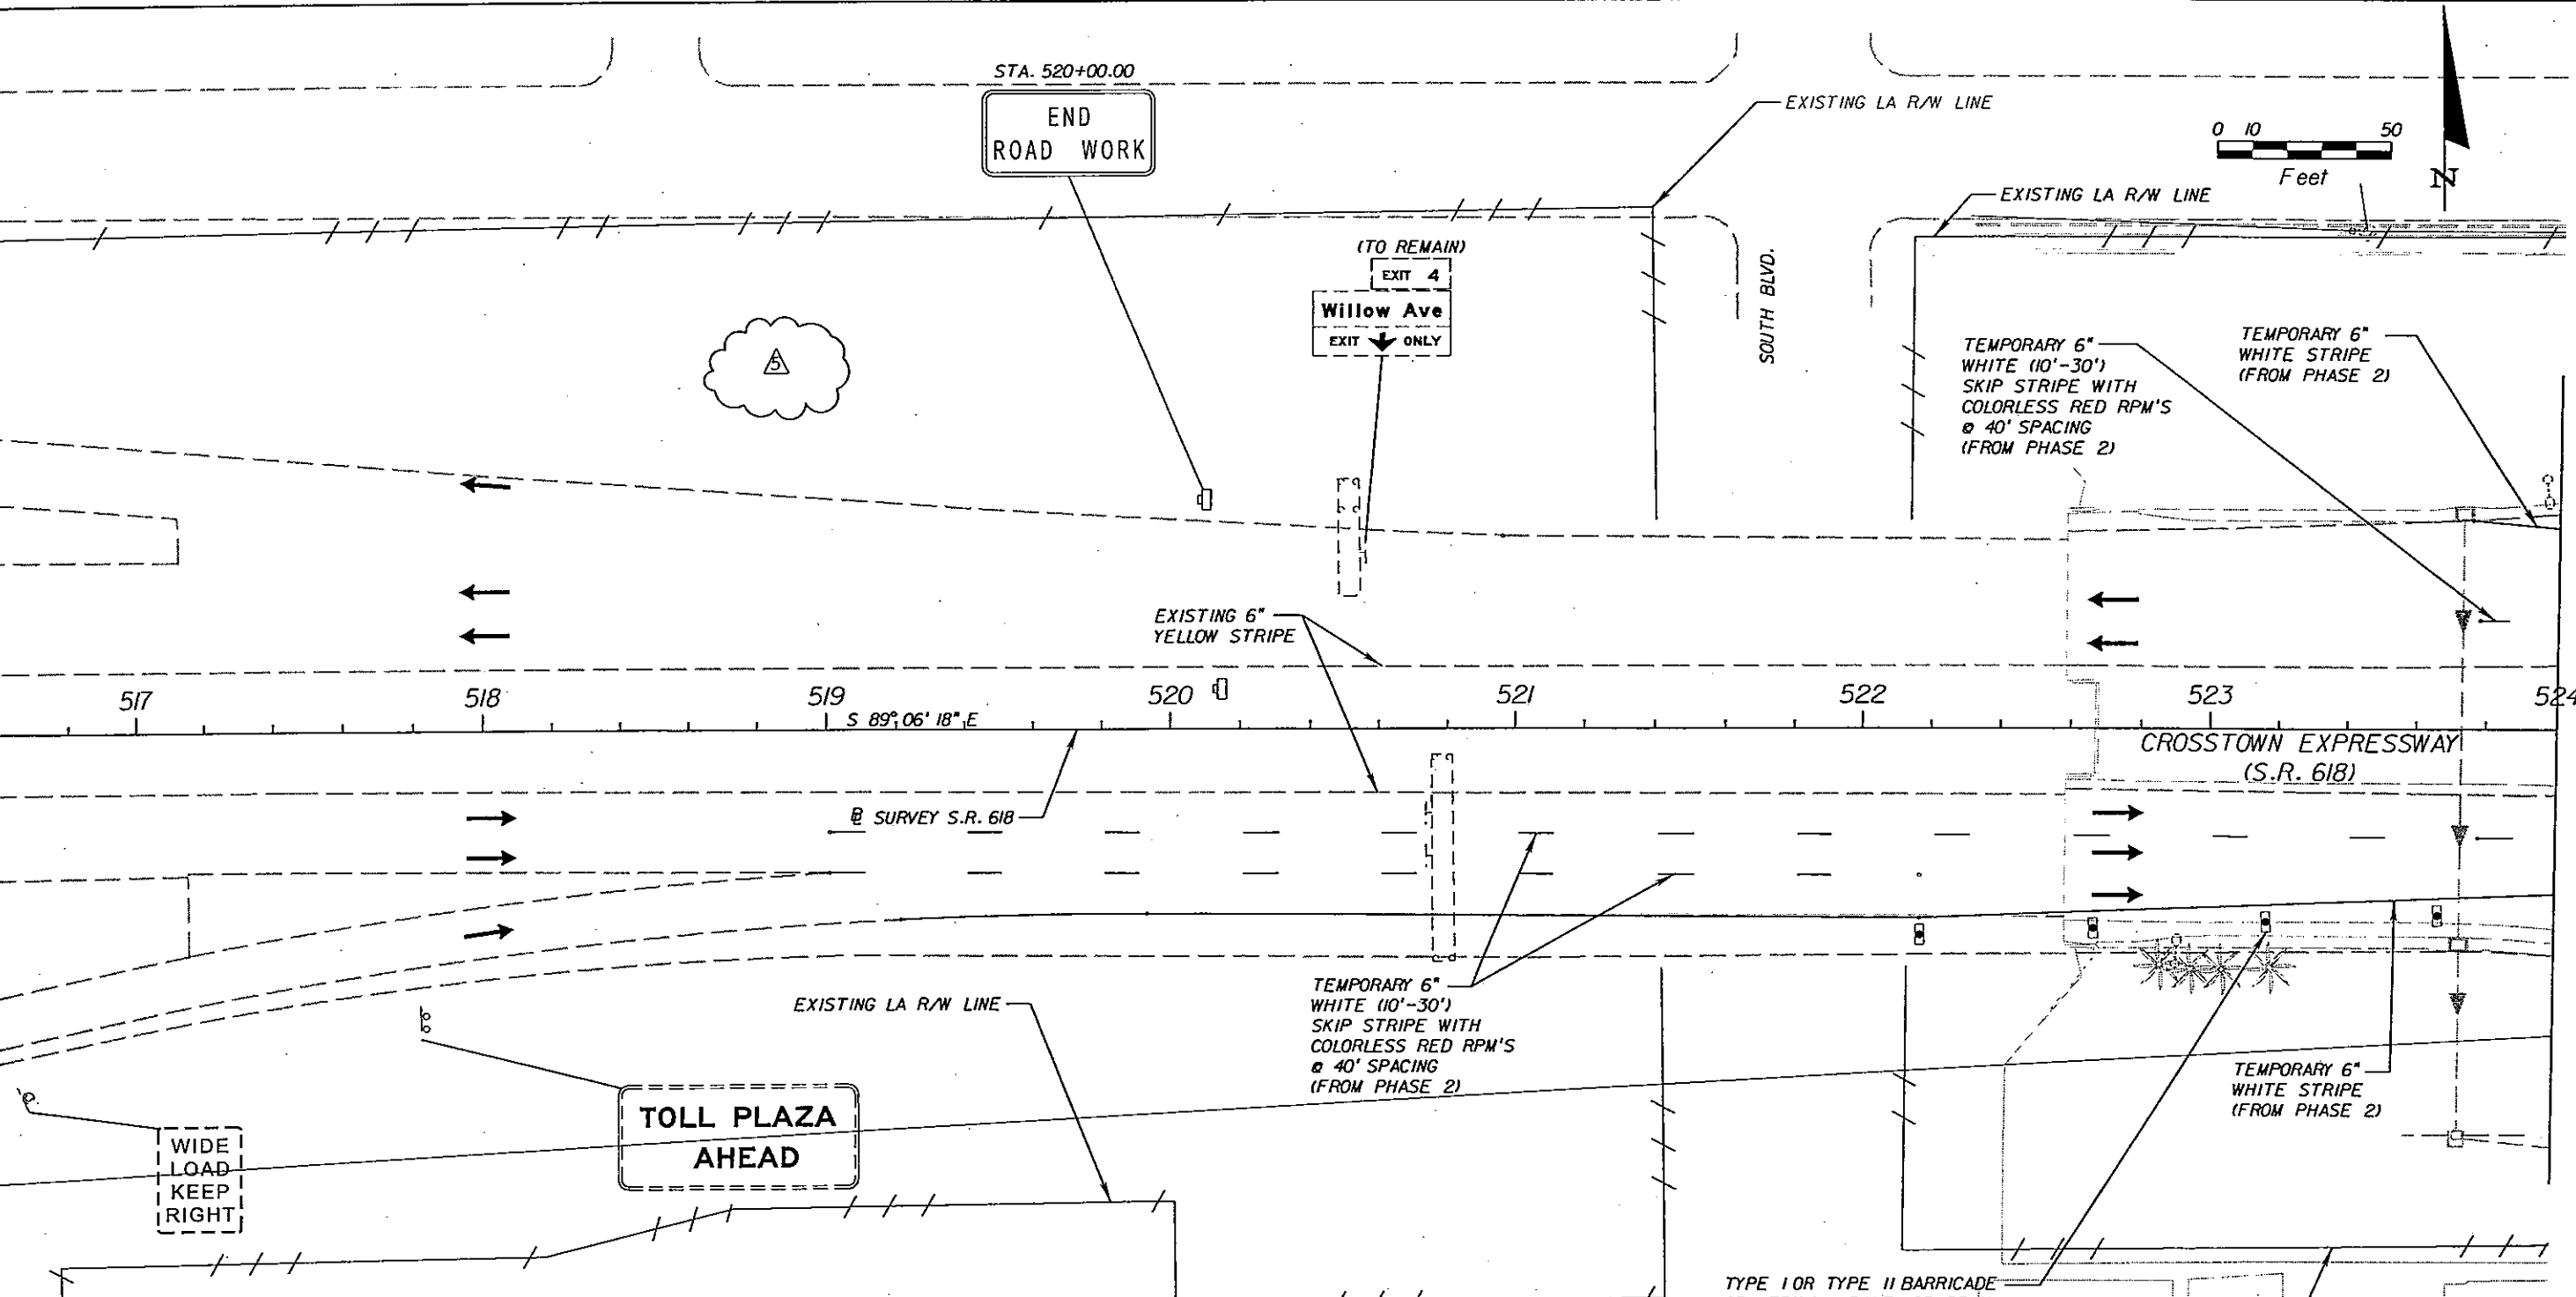 STA. 520+00.00
END
ROAD WORK
EXISTING LA R/W LINE
0 10 50
Feet
N
EXISTING LA R/W LINE
(TO REMAIN)
EXIT 4
Willow Ave
EXIT ONLY
SOUTH BLVD.
5
TEMPORARY 6"
WHITE (10'-30')
SKIP STRIPE WITH
COLORLESS RED RPM'S
@ 40' SPACING
(FROM PHASE 2)
TEMPORARY 6"
WHITE STRIPE
(FROM PHASE 2)
EXISTING 6"
YELLOW STRIPE
517 518 519 520 521 522 523 524
S 89° 06' 18" E
CROSSTOWN EXPRESSWAY
(S.R. 618)
BL SURVEY S.R. 618
EXISTING LA R/W LINE
TEMPORARY 6"
WHITE (10'-30')
SKIP STRIPE WITH
COLORLESS RED RPM'S
@ 40' SPACING
(FROM PHASE 2)
TEMPORARY 6"
WHITE STRIPE
(FROM PHASE 2)
TOLL PLAZA
AHEAD
WIDE
LOAD
KEEP
RIGHT
TYPE I OR TYPE II BARRICADE